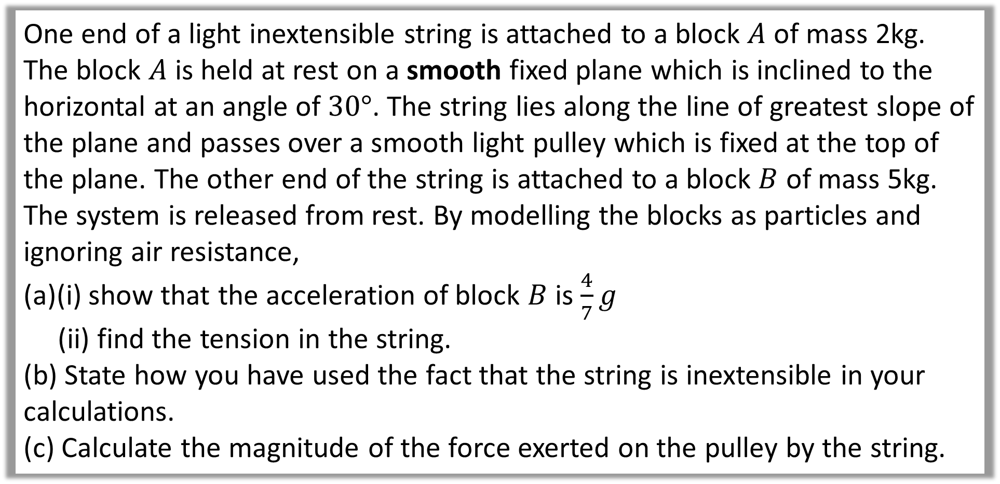 One end of a light inextensible string is attached to a block A of mass 2kg.
The block A is held at rest on a smooth fixed plane which is inclined to the
horizontal at an angle of 30°. The string lies along the line of greatest slope of
the plane and passes over a smooth light pulley which is fixed at the top of
the plane. The other end of the string is attached to a block B of mass 5kg.
The system is released from rest. By modelling the blocks as particles and
ignoring air resistance,
(a)(i) show that the acceleration of block B is 4/7 g
(ii) find the tension in the string.
(b) State how you have used the fact that the string is inextensible in your
calculations.
(c) Calculate the magnitude of the force exerted on the pulley by the string.